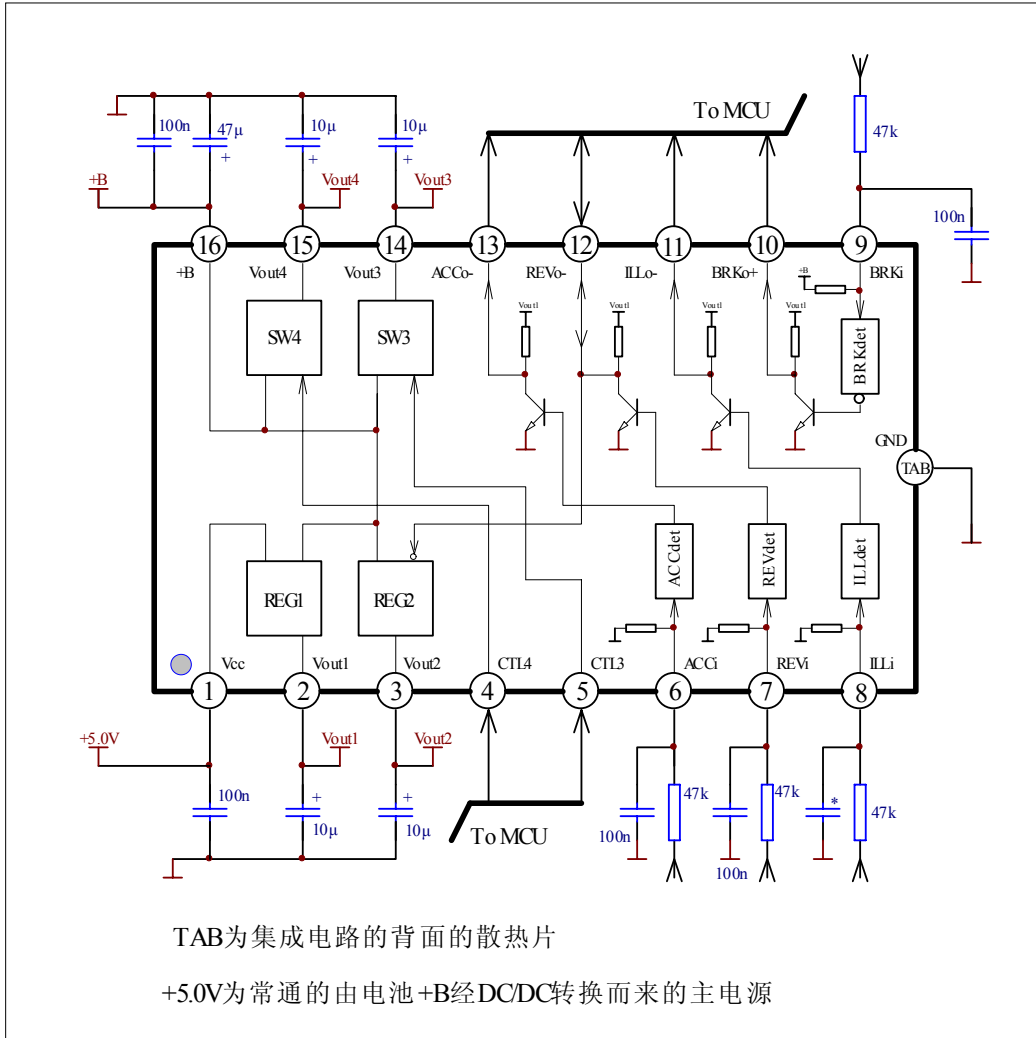 To MCU
100n
47μ
+
10μ
+
10μ
+
47k
+B
Vout4
Vout3
100n
16
15
14
13
12
11
10
9
+B
Vout4
Vout3
ACCo-
REVo-
ILLo-
BRKo+
BRKi
+B
Vout1
Vout1
Vout1
Vout1
SW4
SW3
BRKdet
GND
TAB
ACCdet
REVdet
ILLdet
REG1
REG2
Vcc
Vout1
Vout2
CTL4
CTL3
ACCi
REVi
ILLi
1
2
3
4
5
6
7
8
+5.0V
Vout1
Vout2
100n
+
10μ
+
10μ
To MCU
100n
47k
100n
47k
*
47k
TAB为集成电路的背面的散热片
+5.0V为常通的由电池+B经DC/DC转换而来的主电源